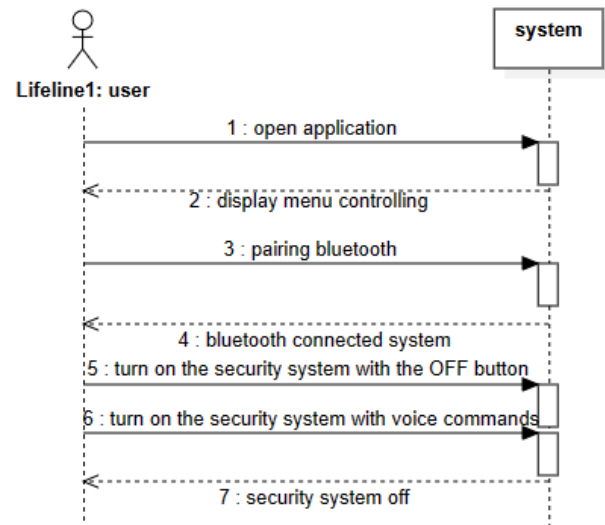 system
Lifeline1: user
1 : open application
2 : display menu controlling
3 : pairing bluetooth
4 : bluetooth connected system
5 : turn on the security system with the OFF button
6 : turn on the security system with voice commands
7 : security system off